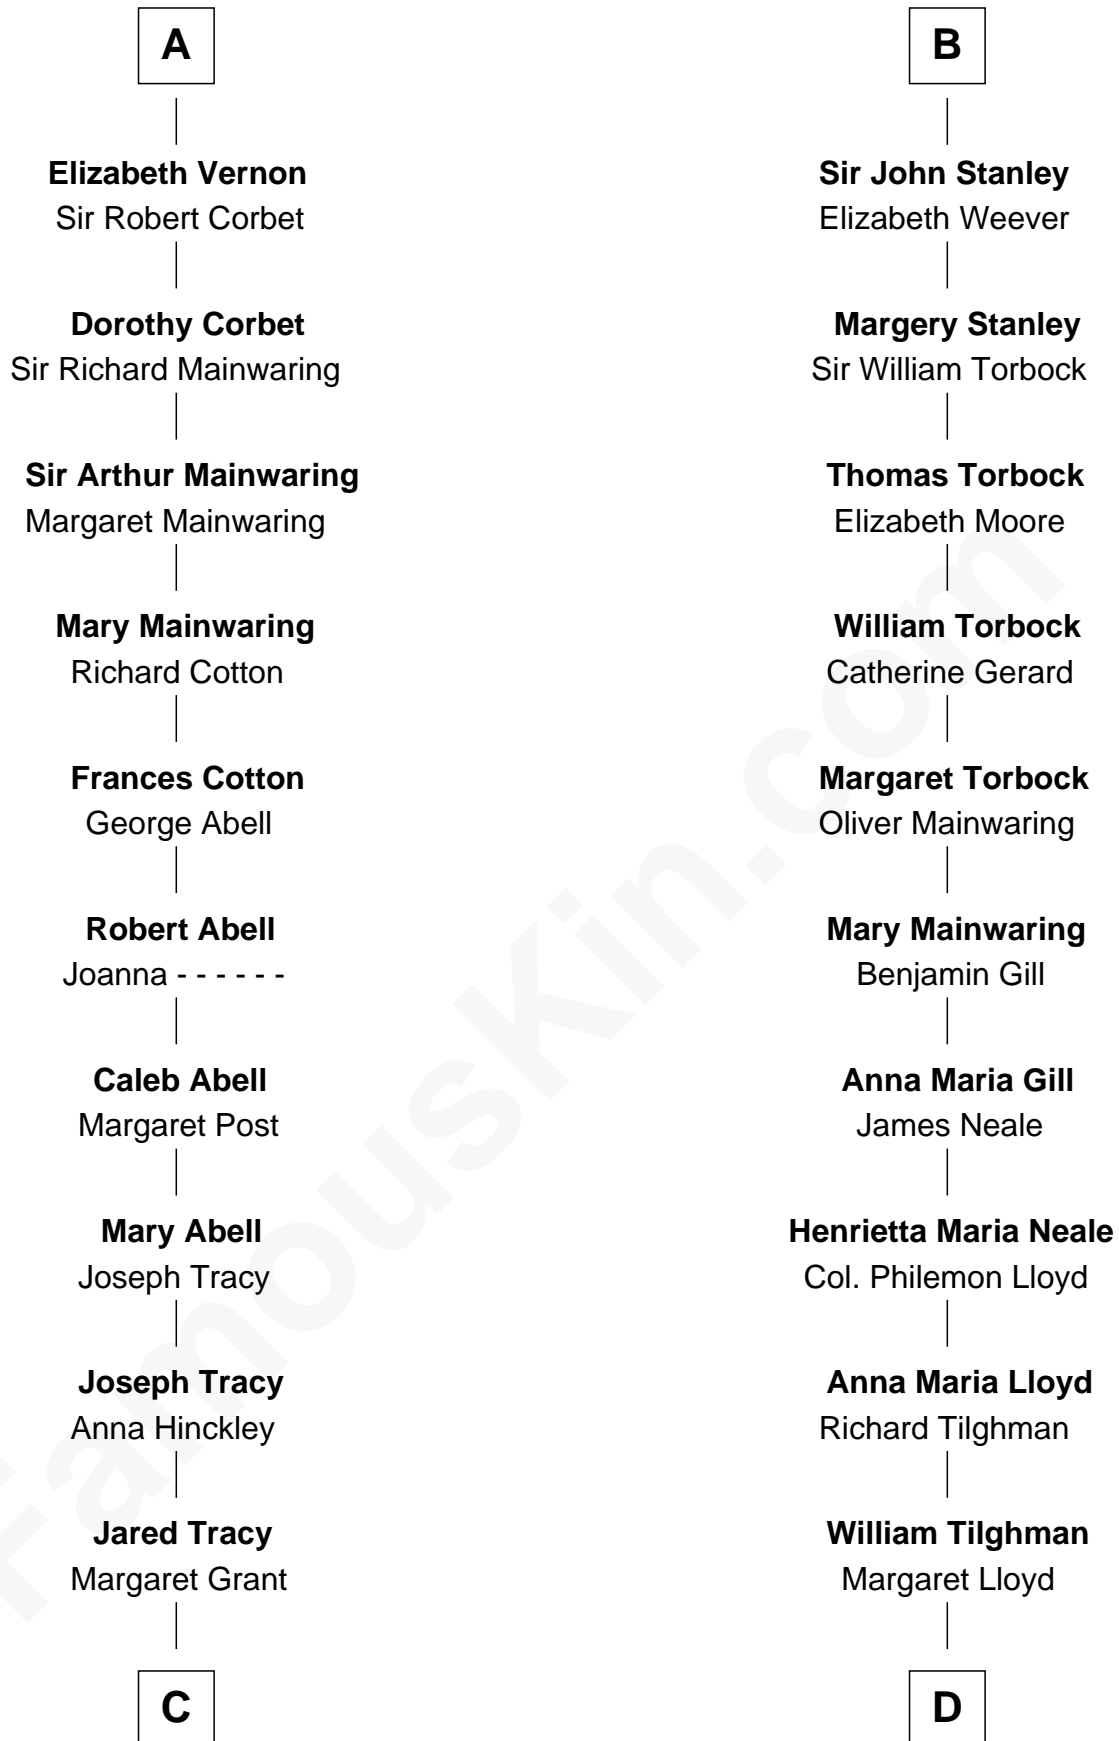 A
Elizabeth Vernon
Sir Robert Corbet
Dorothy Corbet
Sir Richard Mainwaring
Sir Arthur Mainwaring
Margaret Mainwaring
Mary Mainwaring
Richard Cotton
Frances Cotton
George Abell
Robert Abell
Joanna - - - - - -
Caleb Abell
Margaret Post
Mary Abell
Joseph Tracy
Joseph Tracy
Anna Hinckley
Jared Tracy
Margaret Grant
C
B
Sir John Stanley
Elizabeth Weever
Margery Stanley
Sir William Torbock
Thomas Torbock
Elizabeth Moore
William Torbock
Catherine Gerard
Margaret Torbock
Oliver Mainwaring
Mary Mainwaring
Benjamin Gill
Anna Maria Gill
James Neale
Henrietta Maria Neale
Col. Philemon Lloyd
Anna Maria Lloyd
Richard Tilghman
William Tilghman
Margaret Lloyd
D
FamousKin.com